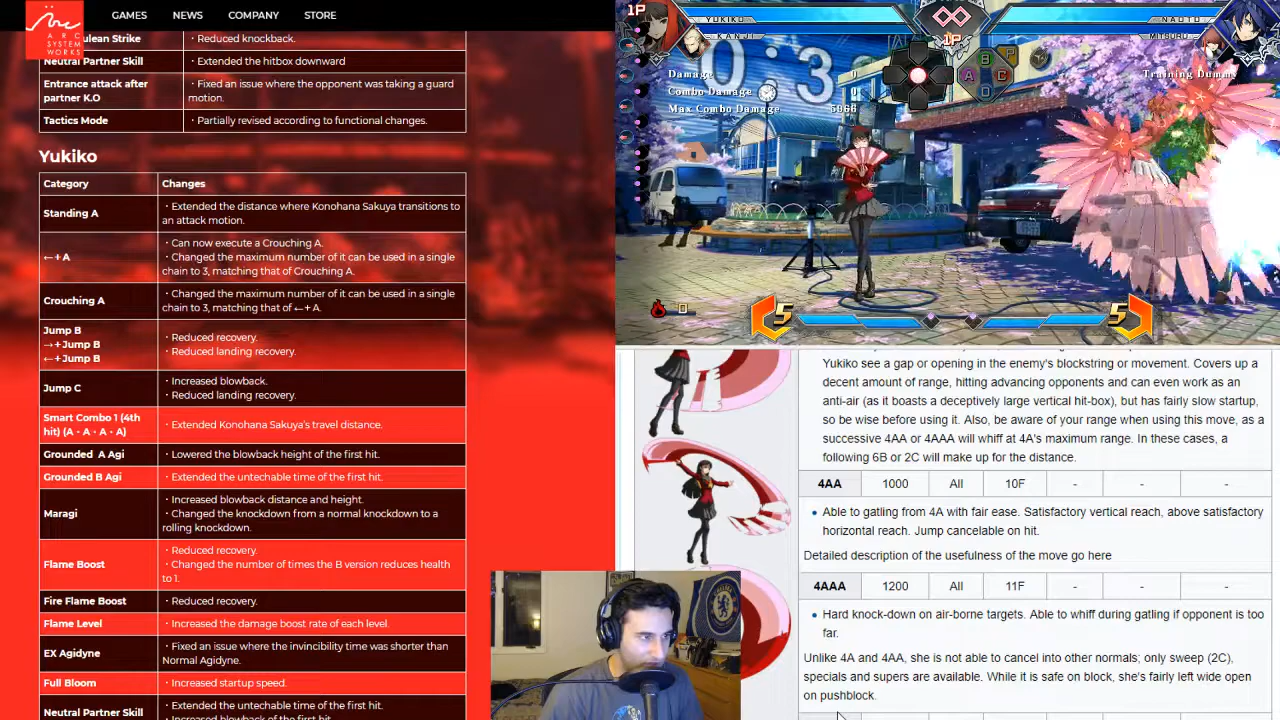 GAMES NEWS COMPANY STORE
ARC
SYSTEM
WORKS
ulean Strike ・Reduced knockback.
Neutral Partner Skill ・Extended the hitbox downward
Entrance attack after
partner K.O ・Fixed an issue where the opponent was taking a guard
motion.
Tactics Mode ・Partially revised according to functional changes.
Yukiko
Category Changes
Standing A ・Extended the distance where Konohana Sakuya transitions to
an attack motion.
←+A ・Can now execute a Crouching A.
・Changed the maximum number of it can be used in a single
chain to 3, matching that of Crouching A.
Crouching A ・Changed the maximum number of it can be used in a single
chain to 3, matching that of ←+ A.
Jump B
→+Jump B
←+Jump B
・Reduced recovery.
・Reduced landing recovery.
Jump C ・Increased blowback.
・Reduced landing recovery.
Smart Combo 1 (4th
hit) (A・A・A・A) ・Extended Konohana Sakuya's travel distance.
Grounded A Agi ・Lowered the blowback height of the first hit.
Grounded B Agi ・Extended the untechable time of the first hit.
Maragi ・Increased blowback distance and height.
・Changed the knockdown from a normal knockdown to a
rolling knockdown.
Flame Boost ・Reduced recovery.
・Changed the number of times the B version reduces health
to 1.
Fire Flame Boost ・Reduced recovery.
Flame Level ・Increased the damage boost rate of each level.
EX Agidyne ・Fixed an issue where the invincibility time was shorter than
Normal Agidyne.
Full Bloom ・Increased startup speed.
Neutral Partner Skill ・Extended the untechable time of the first hit.
・Increased blowback of the first hit.
1P
YUKIKO
KANJI
1P
NAOTO
MITSURU
Damage 0
Combo Damage 0
Max Combo Damage 5968
Training Dummy
0:3
B P
A C
D
0
5
5
Yukiko see a gap or opening in the enemy's blockstring or movement. Covers up a
decent amount of range, hitting advancing opponents and can even work as an
anti-air (as it boasts a deceptively large vertical hit-box), but has fairly slow startup,
so be wise before using it. Also, be aware of your range when using this move, as a
successive 4AA or 4AAA will whiff at 4A's maximum range. In these cases, a
following 6B or 2C will make up for the distance.
4AA 1000 All 10F - - -
• Able to gatling from 4A with fair ease. Satisfactory vertical reach, above satisfactory
horizontal reach. Jump cancelable on hit.
Detailed description of the usefulness of the move go here
4AAA 1200 All 11F - - -
• Hard knock-down on air-borne targets. Able to whiff during gatling if opponent is too
far.
Unlike 4A and 4AA, she is not able to cancel into other normals; only sweep (2C),
specials and supers are available. While it is safe on block, she's fairly left wide open
on pushblock.